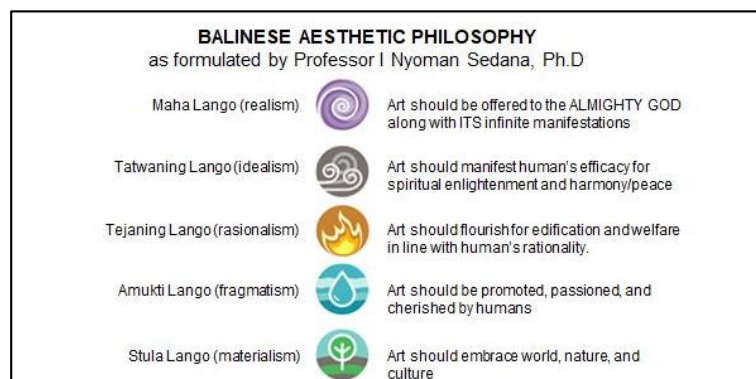 BALINESE AESTHETIC PHILOSOPHY
as formulated by Professor I Nyoman Sedana, Ph.D
Maha Lango (realism)
Art should be offered to the ALMIGHTY GOD
along with ITS infinite manifestations
Tatwaning Lango (idealism)
Art should manifest human's efficacy for
spiritual enlightenment and harmony/peace
Tejaning Lango (rasionalism)
Art should flourish for edification and welfare
in line with human's rationality.
Amukti Lango (fragmatism)
Art should be promoted, passioned, and
cherished by humans
Stula Lango (materialism)
Art should embrace world, nature, and
culture